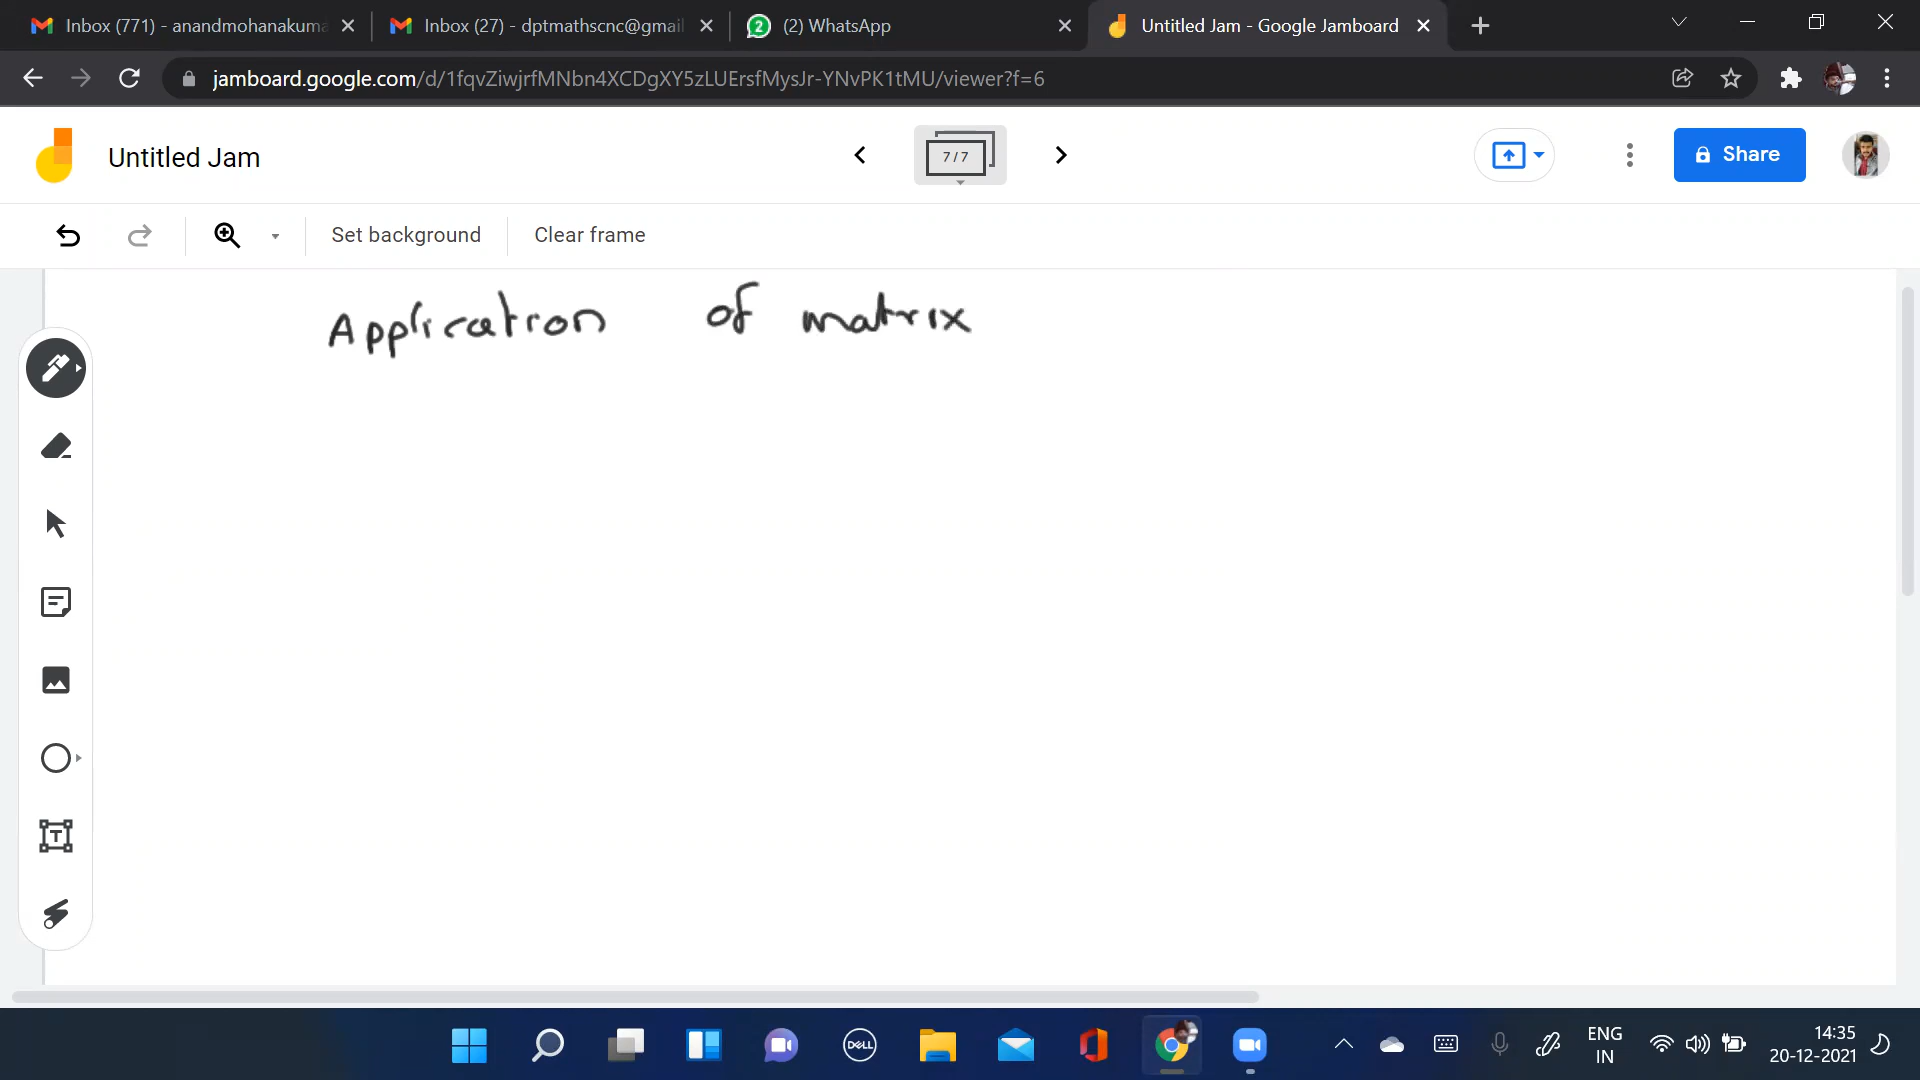 Inbox (771) - anandmohanakuma
Inbox (27) - dptmathscnc@gmail
(2) WhatsApp
Untitled Jam - Google Jamboard
jamboard.google.com/d/1fqvZiwjrfMNbn4XCDgXY5zLUErsfMysJr-YNvPK1tMU/viewer?f=6
Untitled Jam
7 / 7
Share
Set background
Clear frame
Application of matrix
DELL
ENG
IN
14:35
20-12-2021